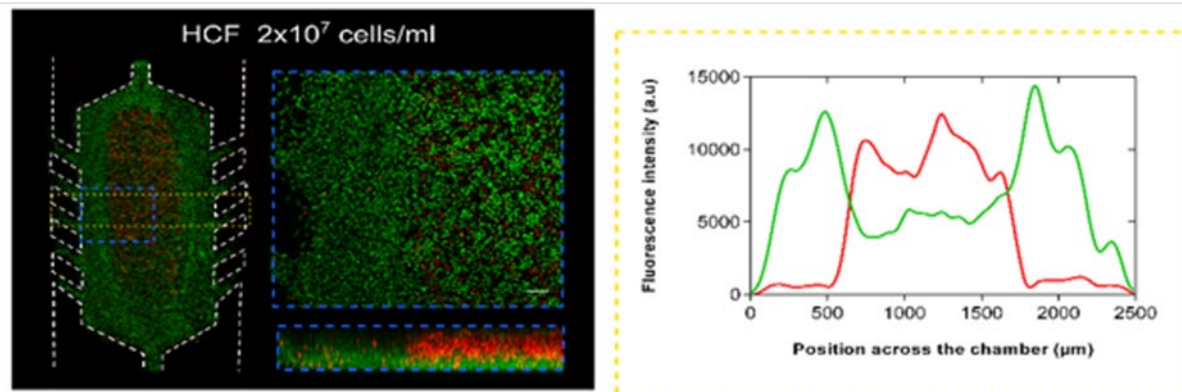 HCF 2x10⁷ cells/ml
Fluorescence intensity (a.u)
15000
10000
5000
0
0 500 1000 1500 2000 2500
Position across the chamber (µm)